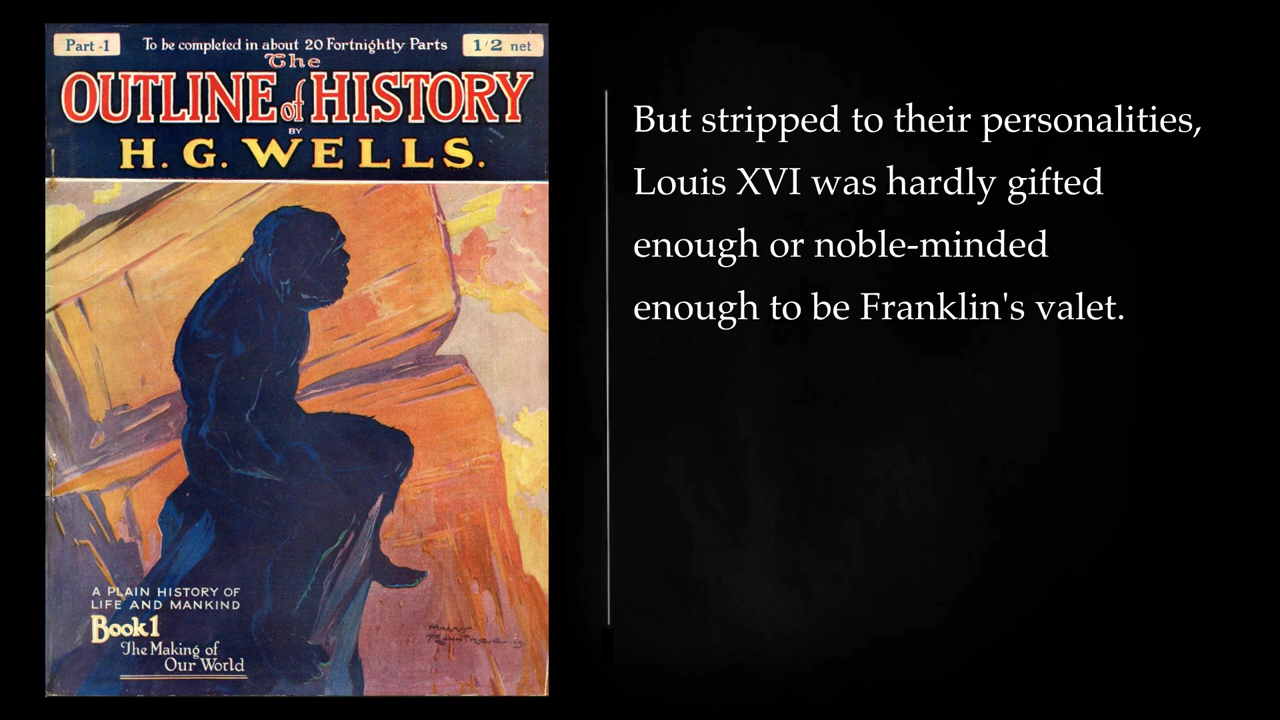 Part -1
To be completed in about 20 Fortnightly Parts
1/2 net
The
OUTLINE of HISTORY
BY
H. G. WELLS.
A PLAIN HISTORY OF
LIFE AND MANKIND
Book 1
The Making of
Our World
But stripped to their personalities,
Louis XVI was hardly gifted
enough or noble-minded
enough to be Franklin's valet.